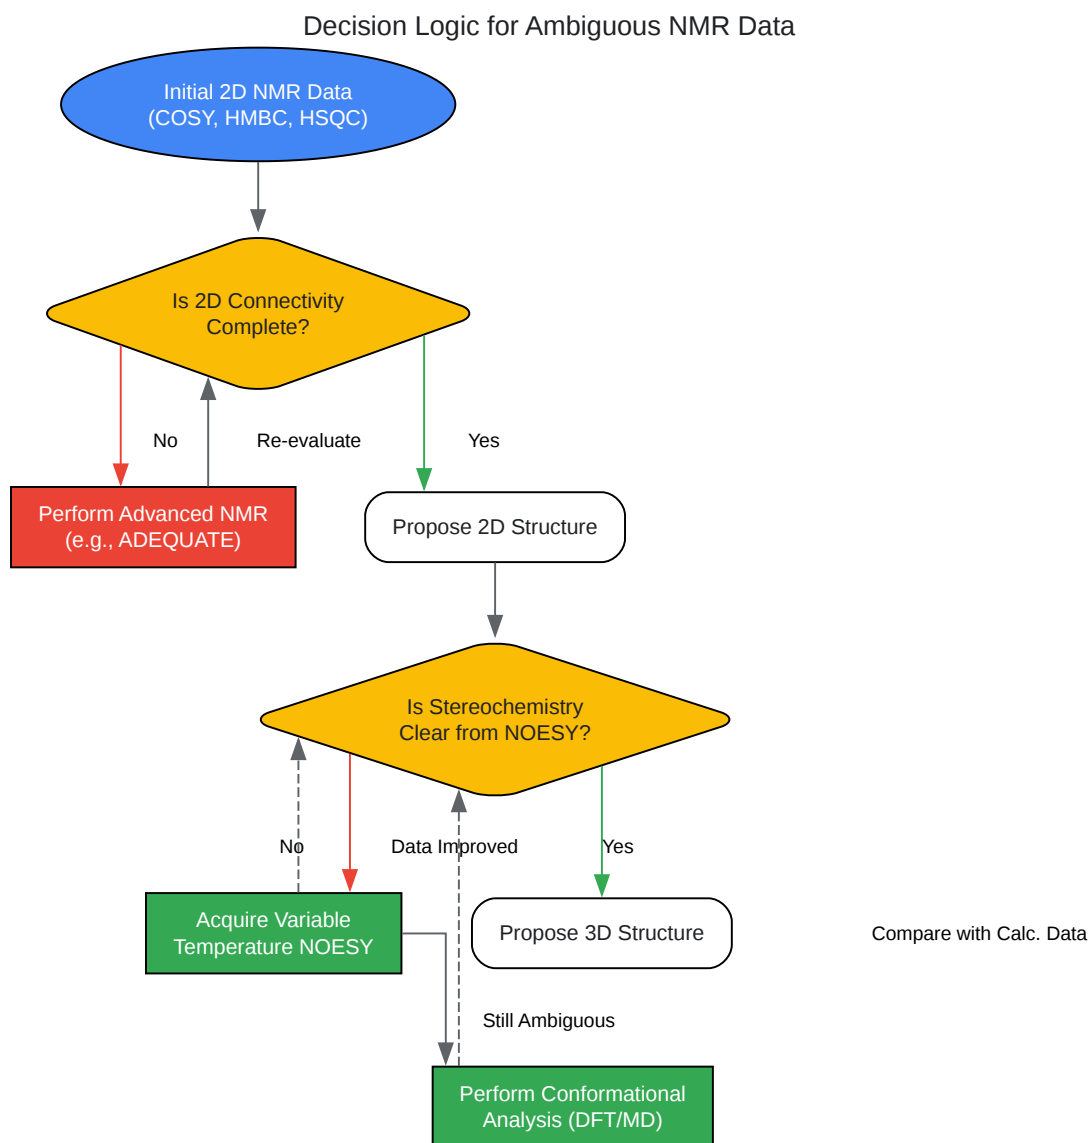 Decision Logic for Ambiguous NMR Data
Initial 2D NMR Data
(COSY, HMBC, HSQC)
Is 2D Connectivity
Complete?
No
Re-evaluate
Yes
Perform Advanced NMR
(e.g., ADEQUATE)
Propose 2D Structure
Is Stereochemistry
Clear from NOESY?
No
Data Improved
Yes
Acquire Variable
Temperature NOESY
Propose 3D Structure
Compare with Calc. Data
Still Ambiguous
Perform Conformational
Analysis (DFT/MD)